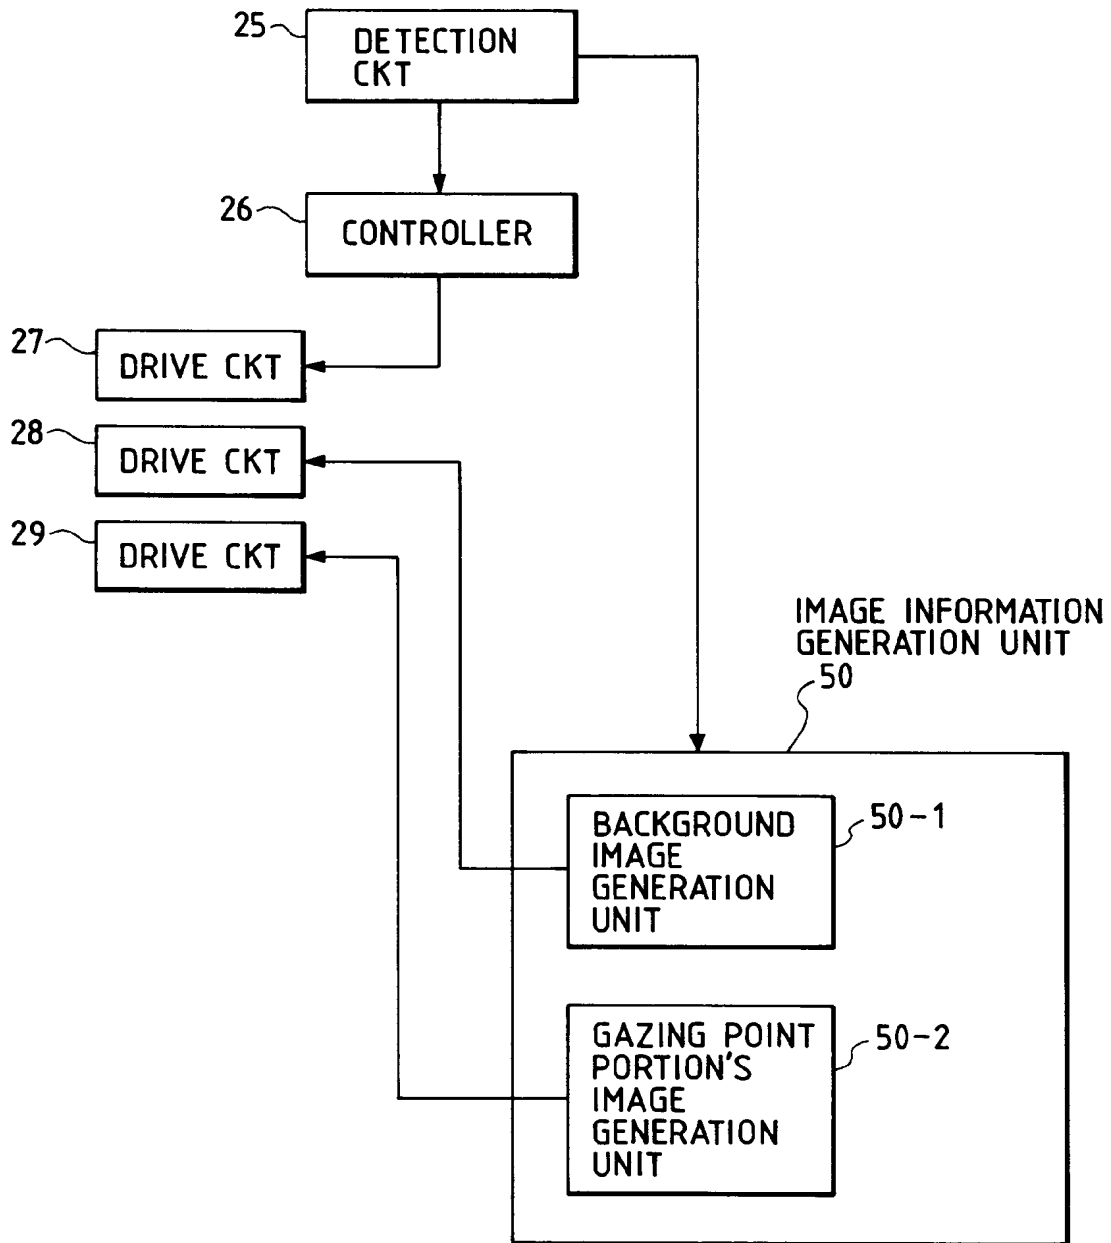 25
DETECTION
CKT
26
CONTROLLER
27
DRIVE CKT
28
DRIVE CKT
29
DRIVE CKT
IMAGE INFORMATION
GENERATION UNIT
50
BACKGROUND
IMAGE
GENERATION
UNIT
50-1
GAZING POINT
PORTION'S
IMAGE
GENERATION
UNIT
50-2